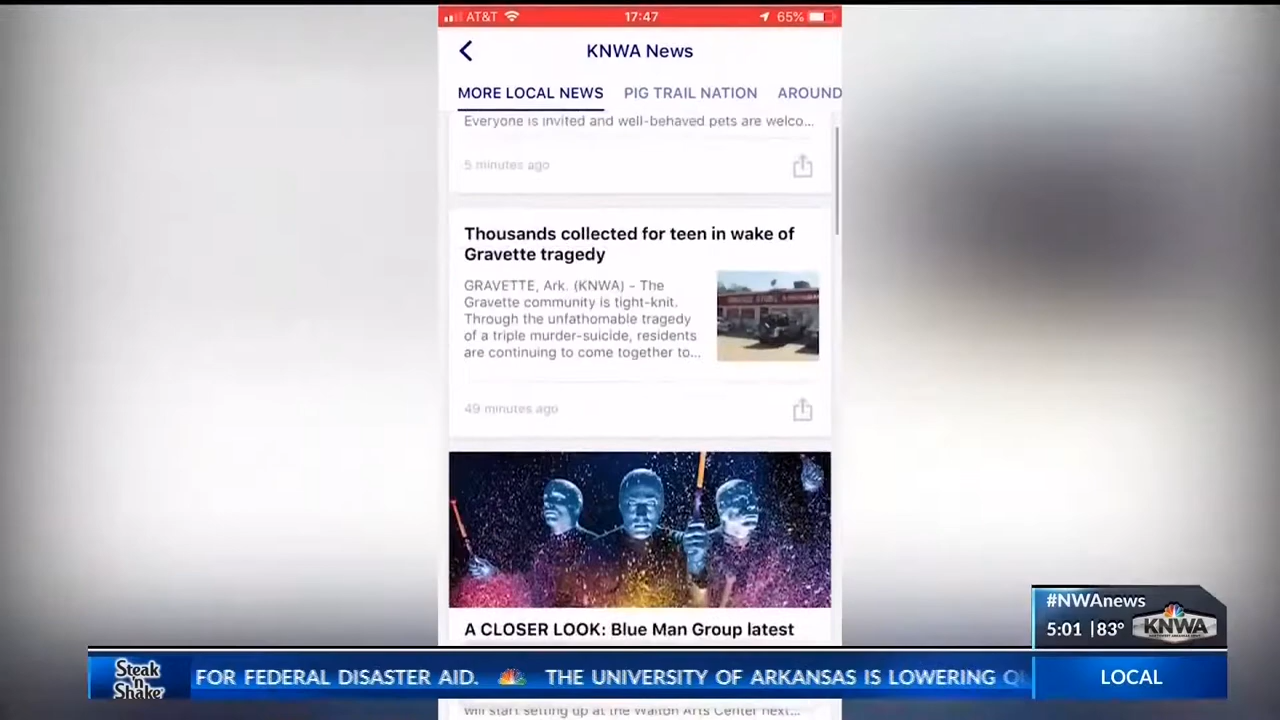 AT&T 17:47 65%
KNWA News
MORE LOCAL NEWS PIG TRAIL NATION AROUND
Everyone is invited and well-behaved pets are welco...
5 minutes ago
Thousands collected for teen in wake of
Gravette tragedy
GRAVETTE, Ark. (KNWA) - The
Gravette community is tight-knit.
Through the unfathomable tragedy
of a triple murder-suicide, residents
are continuing to come together to...
49 minutes ago
A CLOSER LOOK: Blue Man Group latest
#NWAnews
5:01 | 83° KNWA
Steak
'n
Shake
FOR FEDERAL DISASTER AID. THE UNIVERSITY OF ARKANSAS IS LOWERING
LOCAL
will start setting up at the Walton Arts Center next...